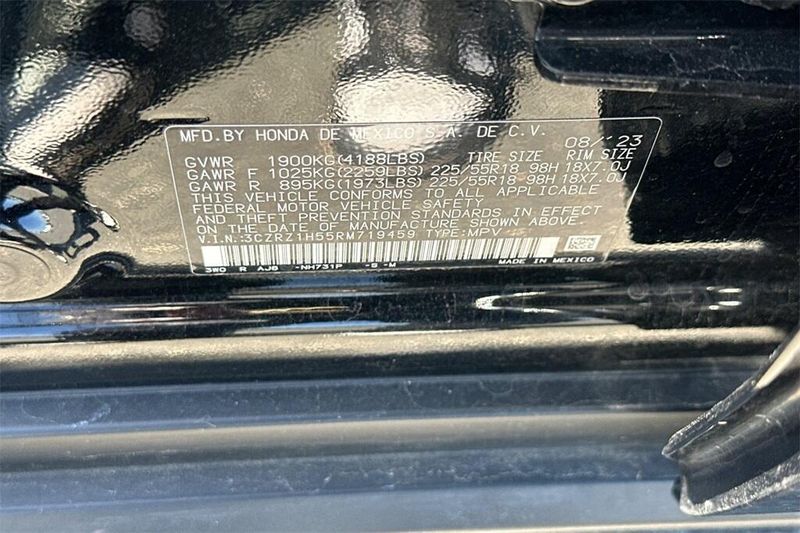 MFD.BY HONDA DE MEXICO S.A. DE C.V. 08/'23
GVWR 1900KG(4188LBS) TIRE SIZE RIM SIZE
GAWR F 1025KG(2259LBS) 225/55R18 98H 18X7.0J
GAWR R 895KG(1973LBS) 225/55R18 98H 18X7.0J
THIS VEHICLE CONFORMS TO ALL APPLICABLE
FEDERAL MOTOR VEHICLE SAFETY
AND THEFT PREVENTION STANDARDS IN EFFECT
ON THE DATE OF MANUFACTURE SHOWN ABOVE.
V.I.N.:3CZRZ1H55RM719459 TYPE:MPV
3W0 R AJB -NH731P -S -M MADE IN MEXICO